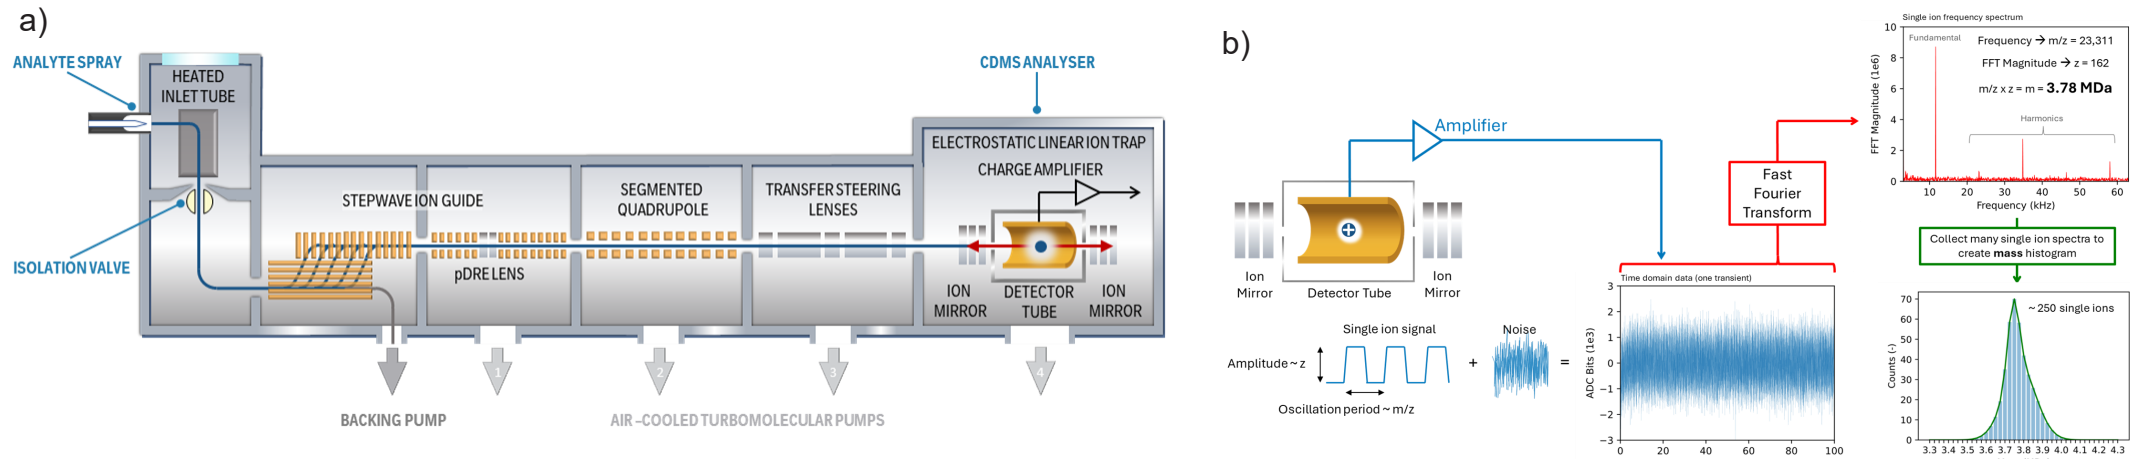 a)
ANALYTE SPRAY
HEATED
INLET TUBE
ISOLATION VALVE
STEPWAVE ION GUIDE
pDRE LENS
SEGMENTED
QUADRUPOLE
TRANSFER STEERING
LENSES
CDMS ANALYSER
ELECTROSTATIC LINEAR ION TRAP
CHARGE AMPLIFIER
ION
MIRROR
DETECTOR
TUBE
ION
MIRROR
1
2
3
4
BACKING PUMP
AIR-COOLED TURBOMOLECULAR PUMPS
b)
Amplifier
Ion
Mirror
Detector Tube
Ion
Mirror
Single ion signal
Noise
Amplitude ~ z
+
=
Oscillation period ~ m/z
Time domain data (one transient)
ADC Bits (1e3)
3
2
1
0
−1
−2
−3
0 20 40 60 80 100
Fast
Fourier
Transform
Single ion frequency spectrum
Fundamental
Frequency → m/z = 23,311
FFT Magnitude → z = 162
m/z x z = m = 3.78 MDa
Harmonics
FFT Magnitude (1e6)
10
8
6
4
2
0
10 20 30 40 50 60
Frequency (kHz)
Collect many single ion spectra to
create mass histogram
~ 250 single ions
Counts (-)
70
60
50
40
30
20
10
0
3.3 3.4 3.5 3.6 3.7 3.8 3.9 4.0 4.1 4.2 4.3